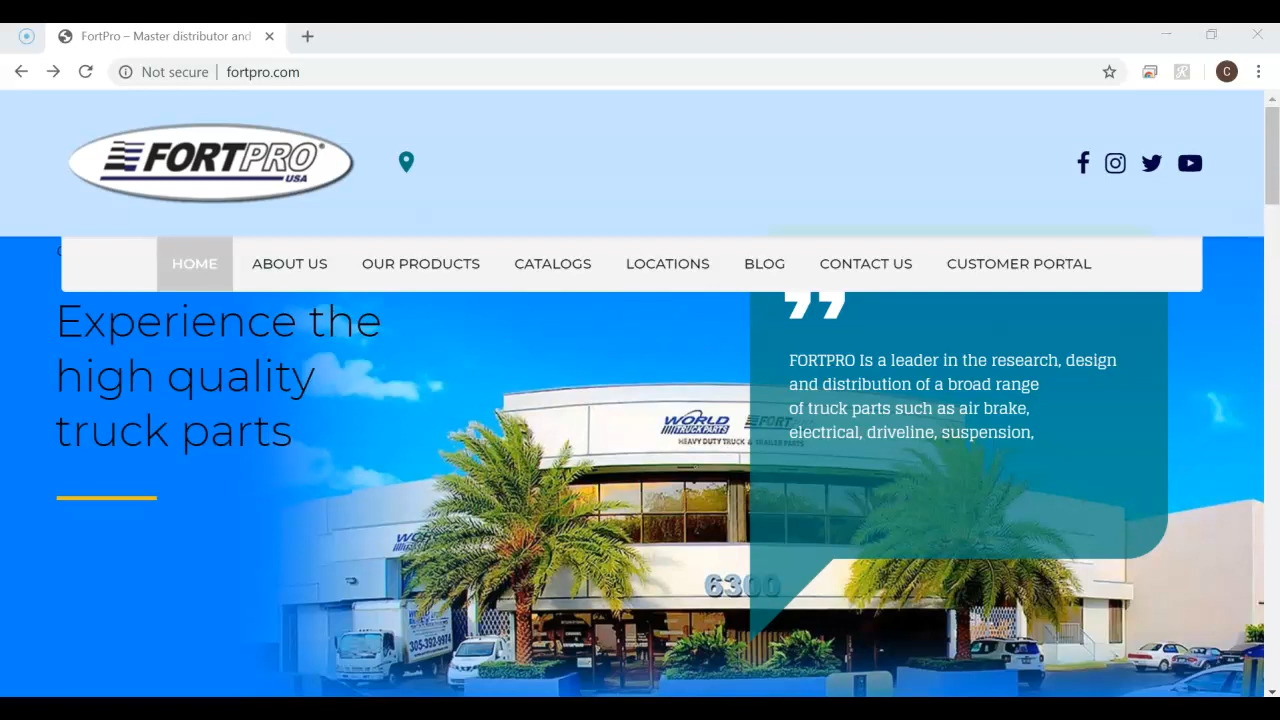 FortPro – Master distributor and
Not secure
fortpro.com
C
FORTPRO®
USA
HOME
ABOUT US
OUR PRODUCTS
CATALOGS
LOCATIONS
BLOG
CONTACT US
CUSTOMER PORTAL
Experience the
high quality
truck parts
”
FORTPRO Is a leader in the research, design
and distribution of a broad range
of truck parts such as air brake,
electrical, driveline, suspension,
WORLD FORT
TRUCK PARTS
HEAVY DUTY TRUCK & TRAILER PARTS
6300
305-392-9974